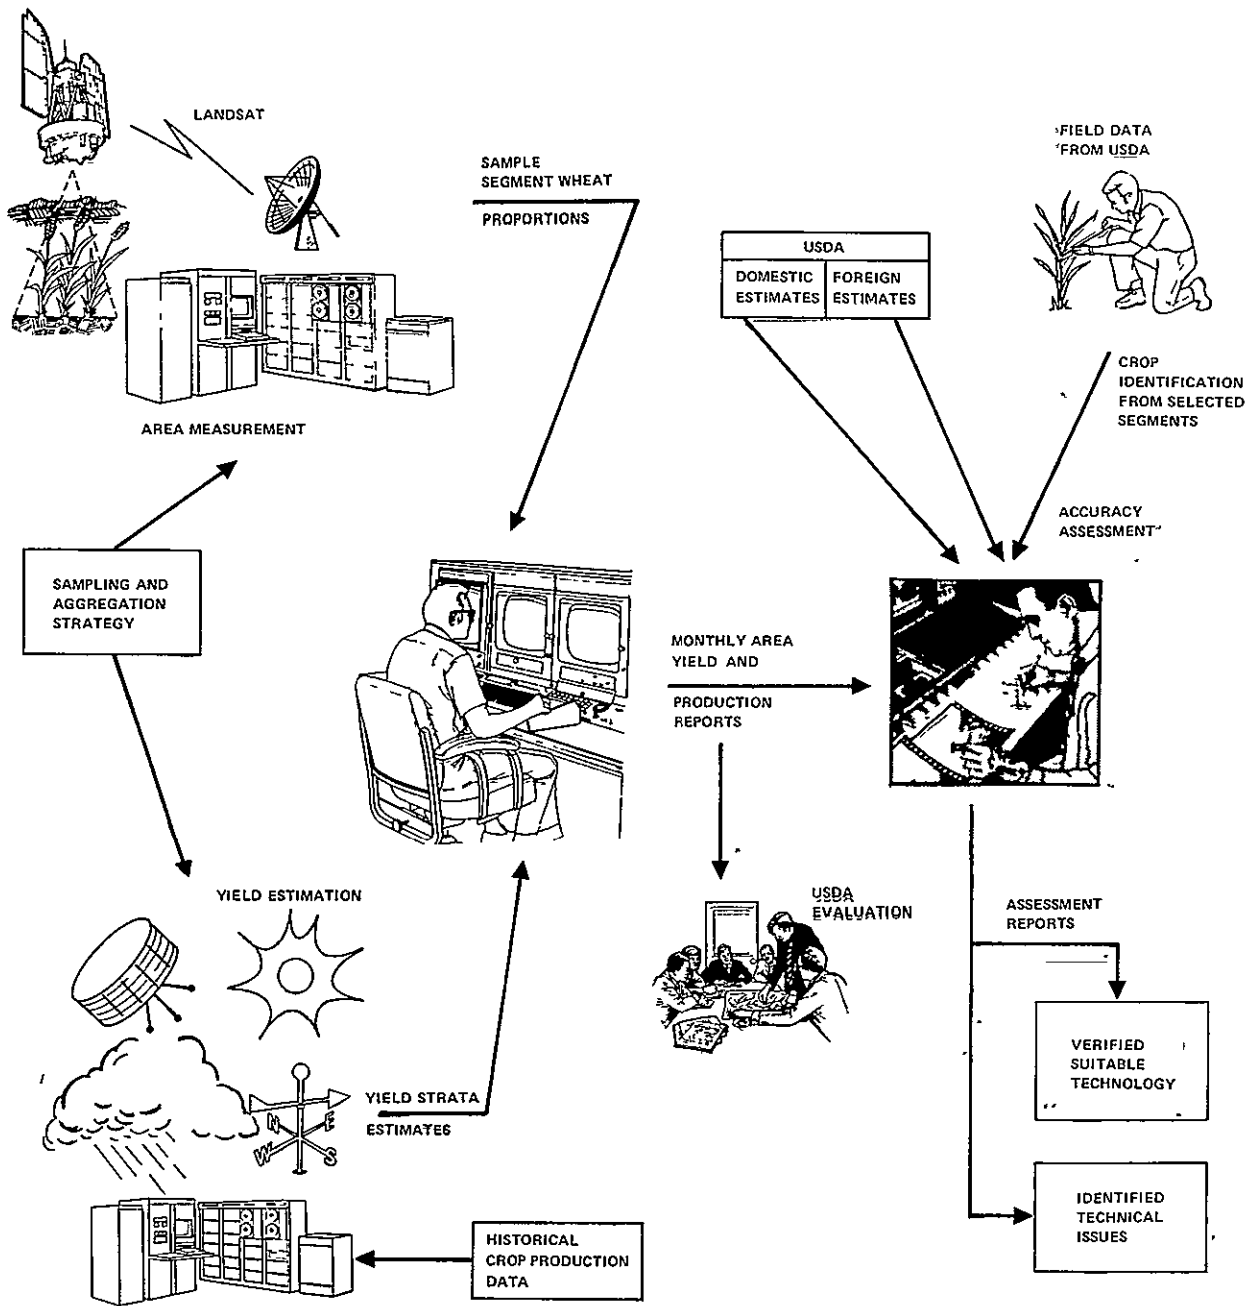 LANDSAT
AREA MEASUREMENT
SAMPLE
SEGMENT WHEAT
PROPORTIONS
USDA
DOMESTIC
ESTIMATES
FOREIGN
ESTIMATES
FIELD DATA
FROM USDA
CROP
IDENTIFICATION
FROM SELECTED
SEGMENTS
ACCURACY
ASSESSMENT
SAMPLING AND
AGGREGATION
STRATEGY
MONTHLY AREA
YIELD AND
PRODUCTION
REPORTS
YIELD ESTIMATION
USDA
EVALUATION
ASSESSMENT
REPORTS
N E
W S
YIELD STRATA
ESTIMATES
VERIFIED
SUITABLE
TECHNOLOGY
IDENTIFIED
TECHNICAL
ISSUES
HISTORICAL
CROP PRODUCTION
DATA